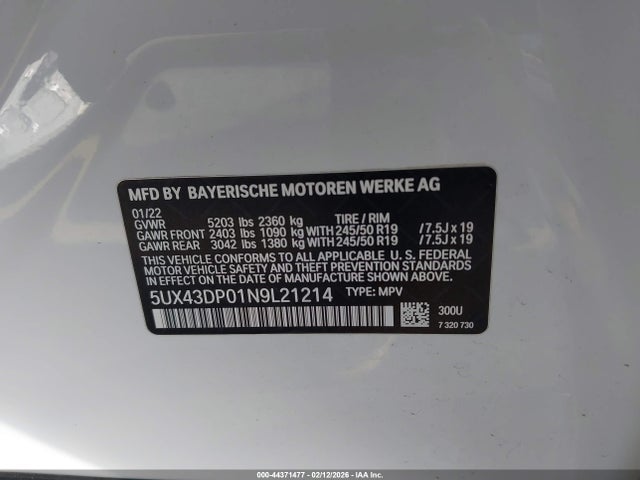 MFD BY BAYERISCHE MOTOREN WERKE AG
01/22
GVWR 5203 lbs 2360 kg TIRE / RIM
GAWR FRONT 2403 lbs 1090 kg WITH 245/50 R19 /7.5J x 19
GAWR REAR 3042 lbs 1380 kg WITH 245/50 R19 /7.5J x 19
THIS VEHICLE CONFORMS TO ALL APPLICABLE U. S. FEDERAL
MOTOR VEHICLE SAFETY, BUMPER, AND THEFT PREVENTION
STANDARDS IN EFFECT ON THE DATE OF MANUFACTURE SHOWN ABOVE.
5UX43DP01N9L21214 TYPE: MPV
300U
7 320 730
000-44371477 - 02/12/2026 - IAA Inc.